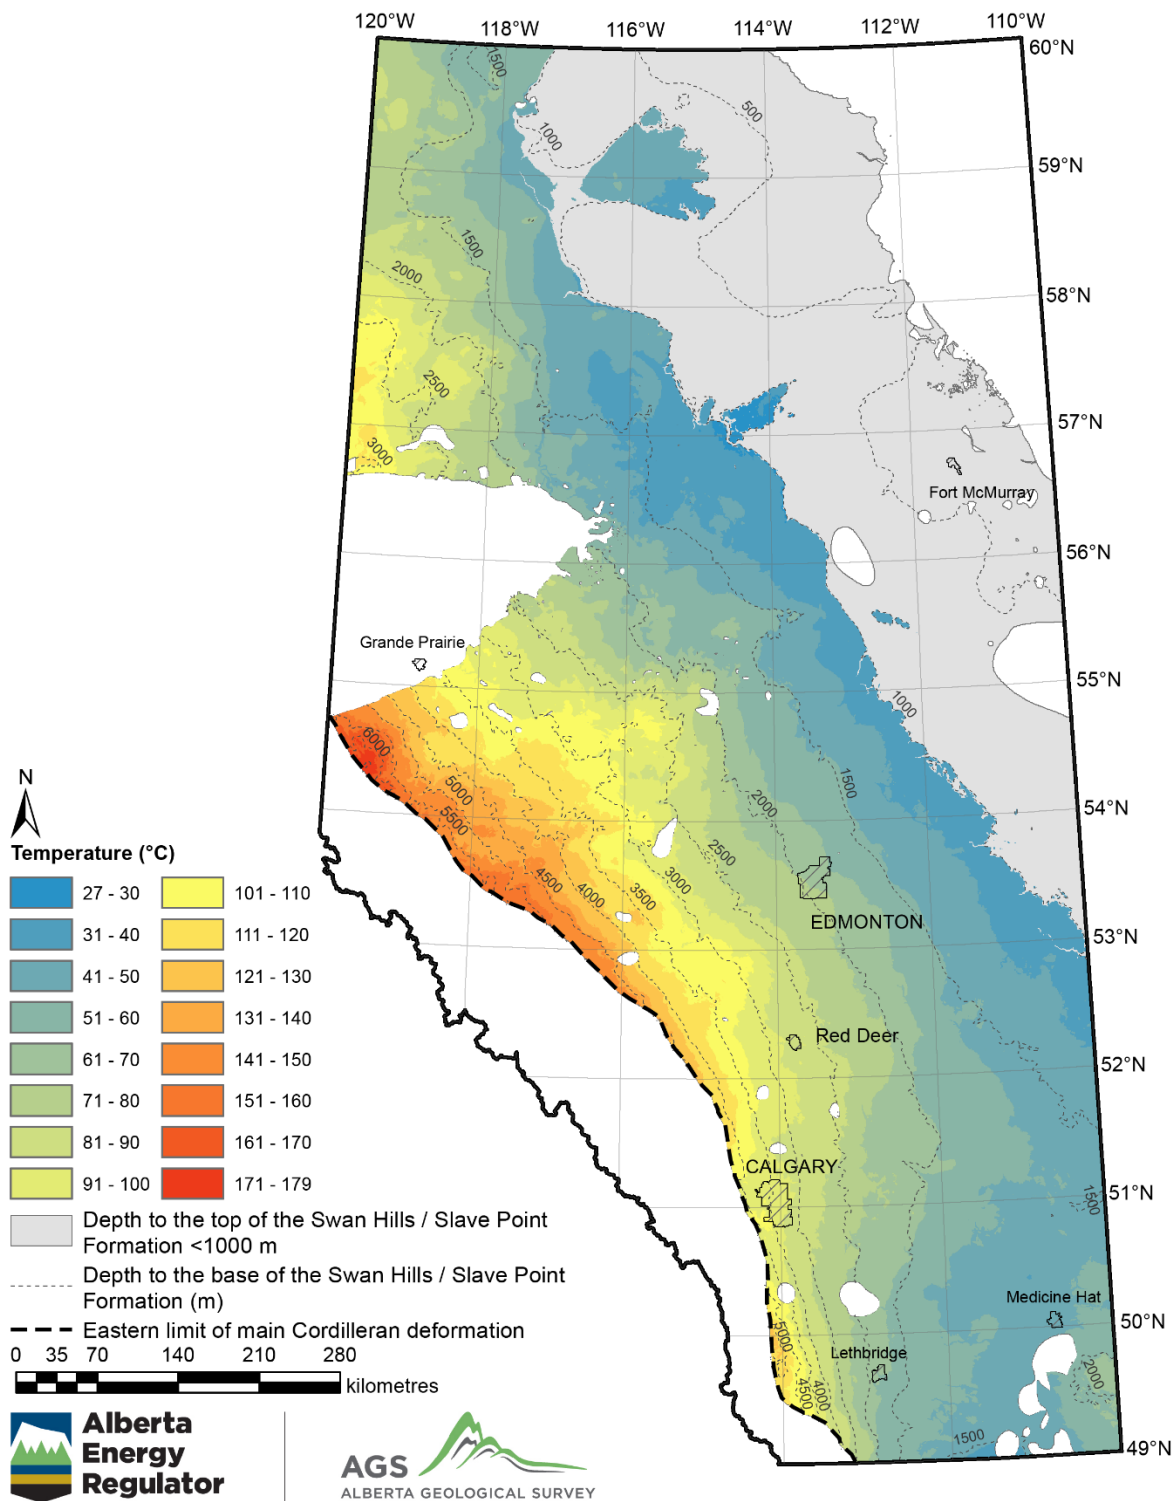 120°W 118°W 116°W 114°W 112°W 110°W
60°N
1500
500
1000
59°N
1500
2000
58°N
2500
57°N
3000
Fort McMurray
56°N
Grande Prairie
55°N
1000
6000
N
5000
1500
2000
54°N
5500
2500
Temperature (°C)
3000
27 - 30 101 - 110
4500
4000
3500
EDMONTON
31 - 40 111 - 120
53°N
41 - 50 121 - 130
51 - 60 131 - 140
Red Deer
61 - 70 141 - 150
52°N
71 - 80 151 - 160
81 - 90 161 - 170
CALGARY
91 - 100 171 - 179
51°N
1500
Depth to the top of the Swan Hills / Slave Point
Formation <1000 m
Depth to the base of the Swan Hills / Slave Point
Formation (m)
Medicine Hat
50°N
Eastern limit of main Cordilleran deformation
5000
Lethbridge
0 35 70 140 210 280
kilometres
2000
4500
4000
1500
49°N
Alberta
Energy
Regulator
AGS
ALBERTA GEOLOGICAL SURVEY